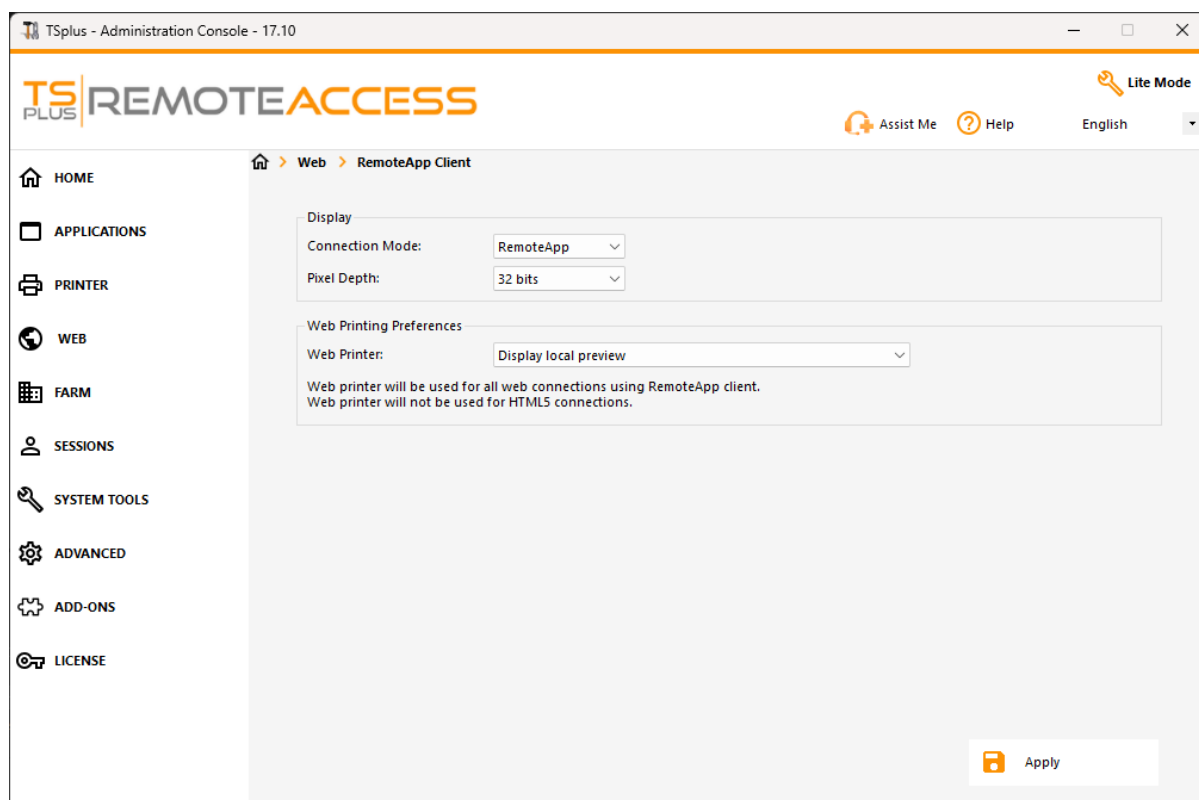 TSplus - Administration Console - 17.10
TS PLUS REMOTEACCESS
Lite Mode
Assist Me
Help
English
HOME
APPLICATIONS
PRINTER
WEB
FARM
SESSIONS
SYSTEM TOOLS
ADVANCED
ADD-ONS
LICENSE
Web > RemoteApp Client
Display
Connection Mode: RemoteApp
Pixel Depth: 32 bits
Web Printing Preferences
Web Printer: Display local preview
Web printer will be used for all web connections using RemoteApp client.
Web printer will not be used for HTML5 connections.
Apply